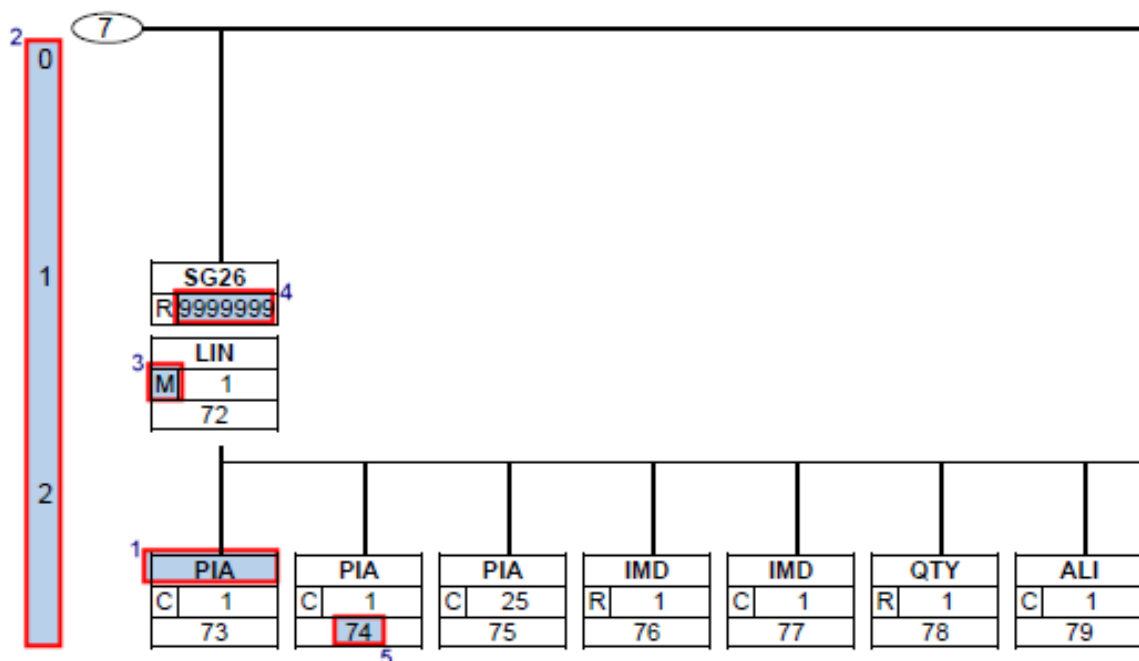 7
2
0
1
SG26
R 9999999 4
LIN
3
M 1
72
2
1
PIA PIA PIA IMD IMD QTY ALI
C 1 C 1 C 25 R 1 C 1 R 1 C 1
73 74 75 76 77 78 79
5